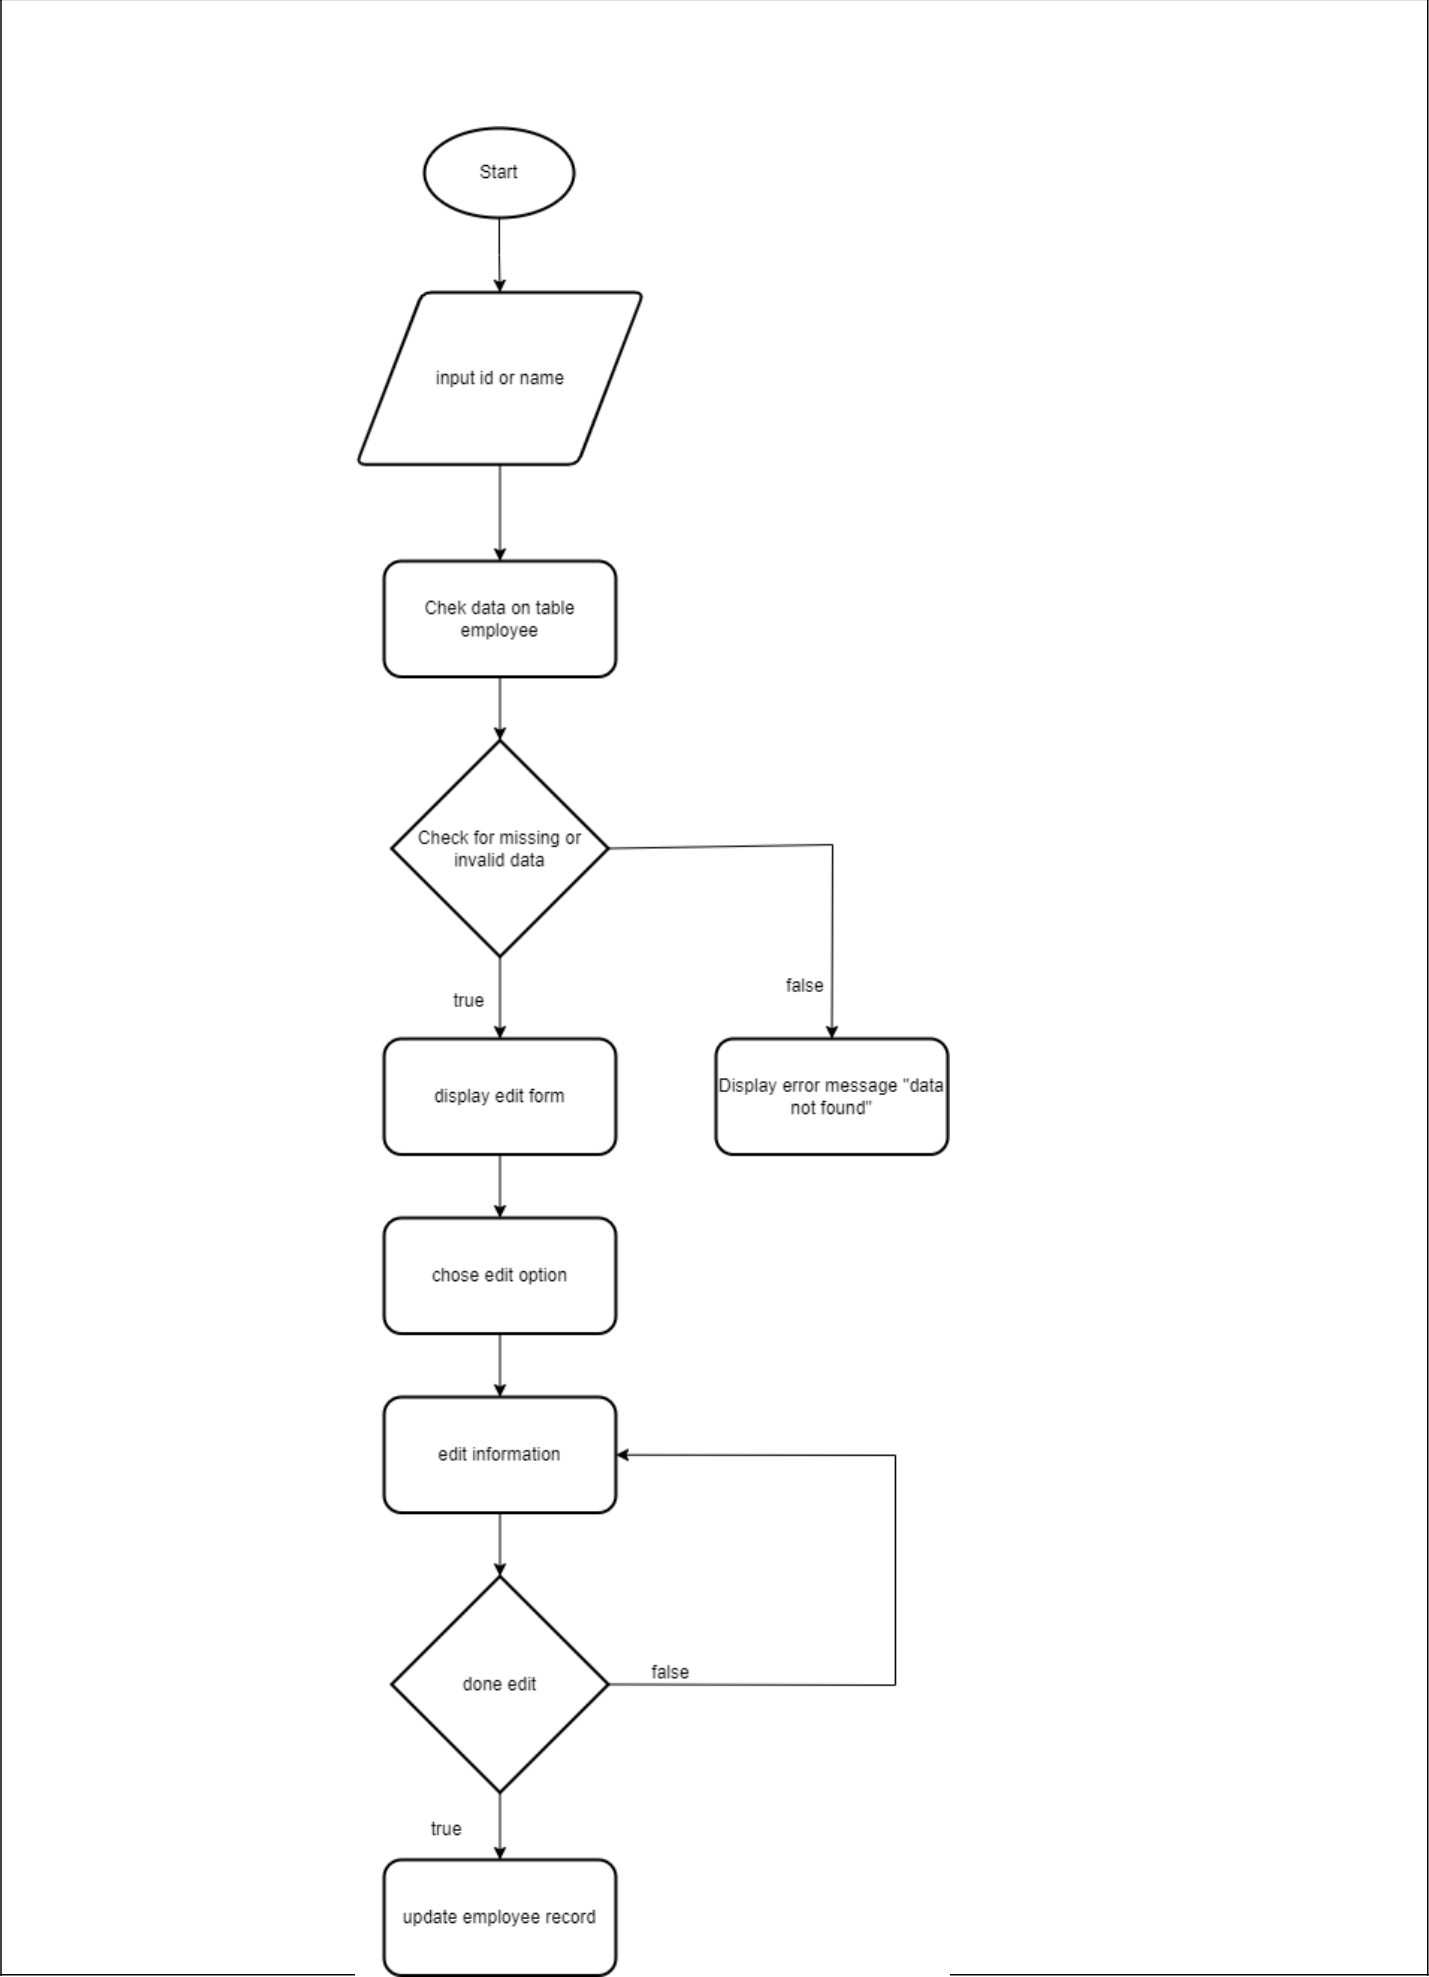 Start
input id or name
Chek data on table
employee
Check for missing or
invalid data
true
false
display edit form
Display error message "data
not found"
chose edit option
edit information
done edit
false
true
update employee record